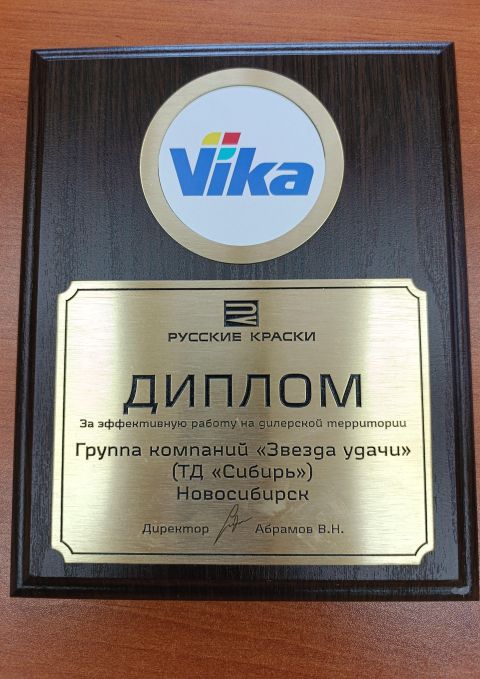 Vika
РУССКИЕ КРАСКИ
ДИПЛОМ
За эффективную работу на дилерской территории
Группа компаний «Звезда удачи»
(ТД «Сибирь»)
Новосибирск
Директор Абрамов В.Н.